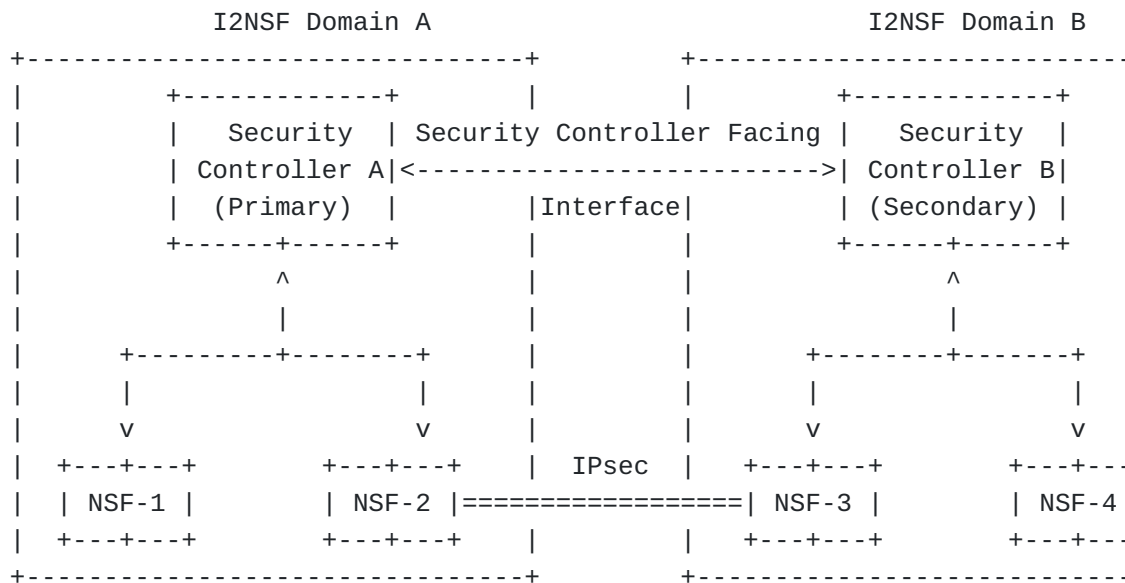 I2NSF Domain A I2NSF Domain B
Security Security Controller Facing Security
Controller A Controller B
(Primary) Interface (Secondary)
IPsec
NSF-1 NSF-2 NSF-3 NSF-4